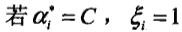 若 α_i^* = C， ξ_i = 1